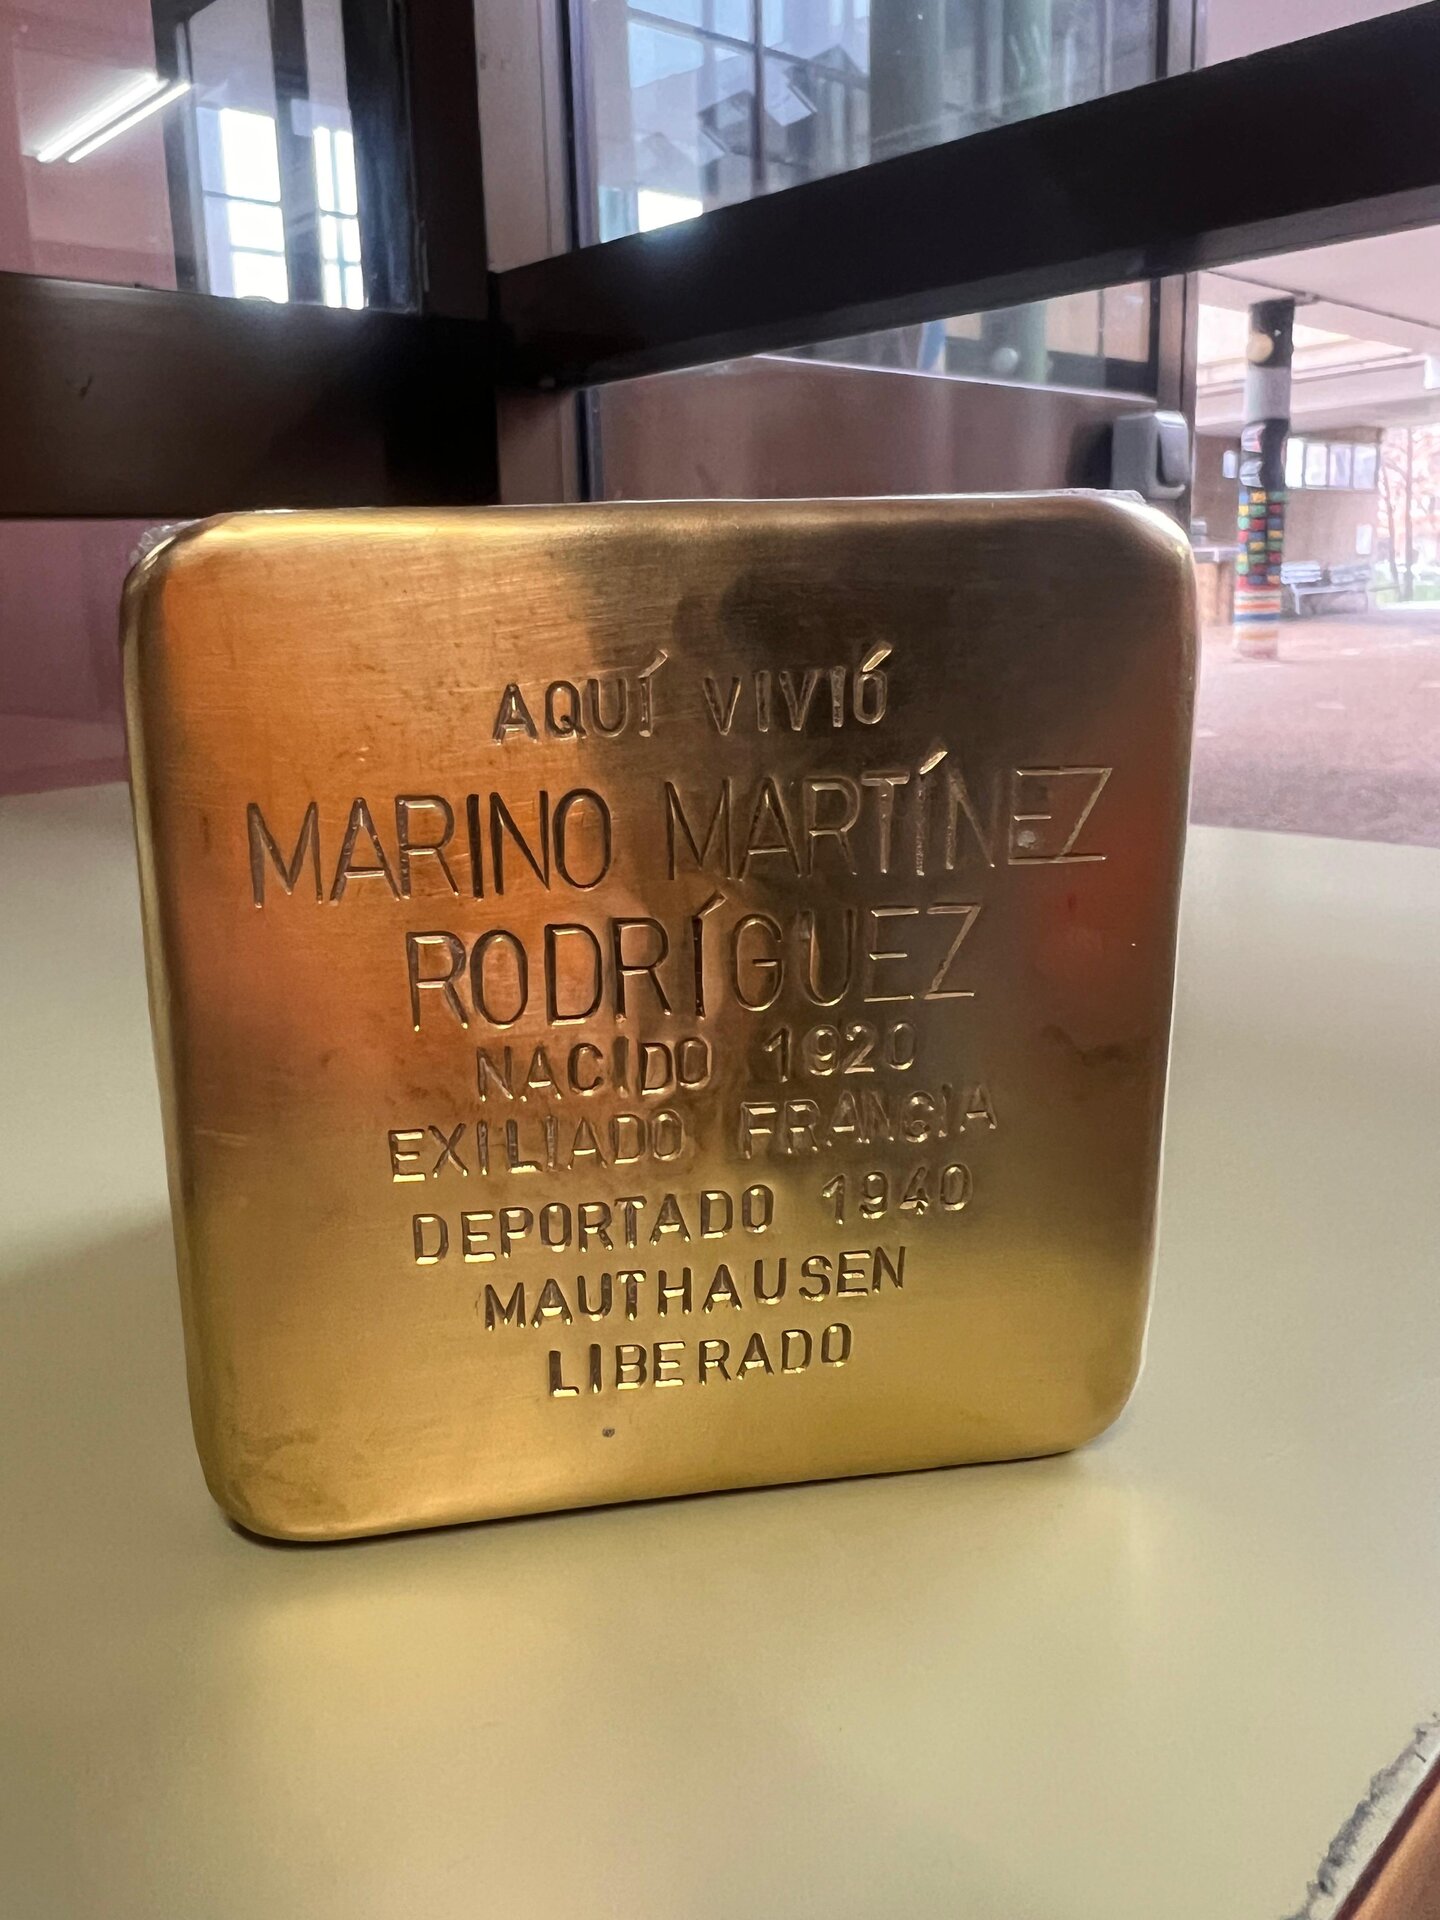 AQUÍ VIVIÓ
MARINO MARTÍNEZ
RODRÍGUEZ
NACIDO 1920
EXILIADO FRANCIA
DEPORTADO 1940
MAUTHAUSEN
LIBERADO